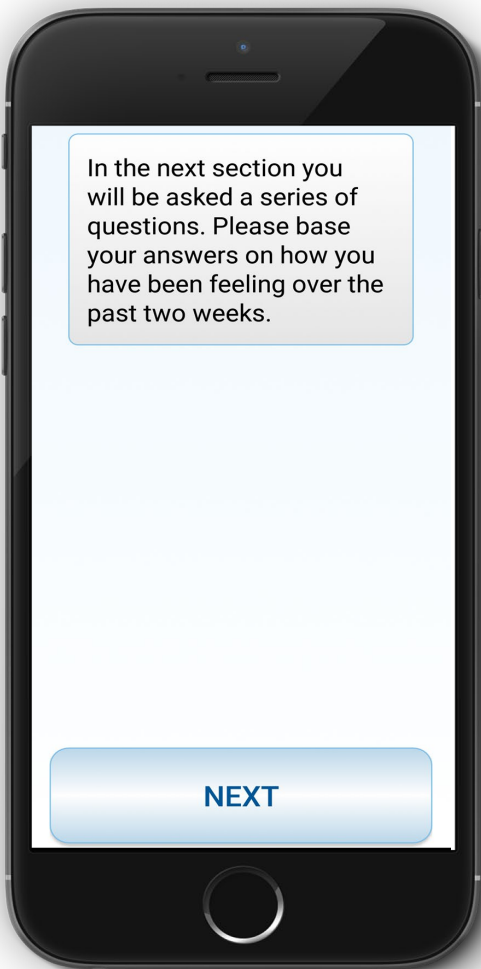 In the next section you
will be asked a series of
questions. Please base
your answers on how you
have been feeling over the
past two weeks.
NEXT